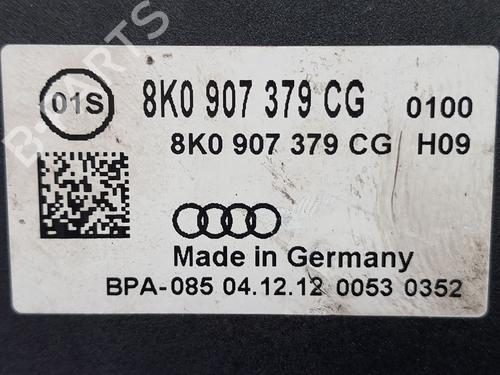 01S 8K0 907 379 CG 0100
8K0 907 379 CG H09
Made in Germany
BPA-085 04.12.12 0053 0352